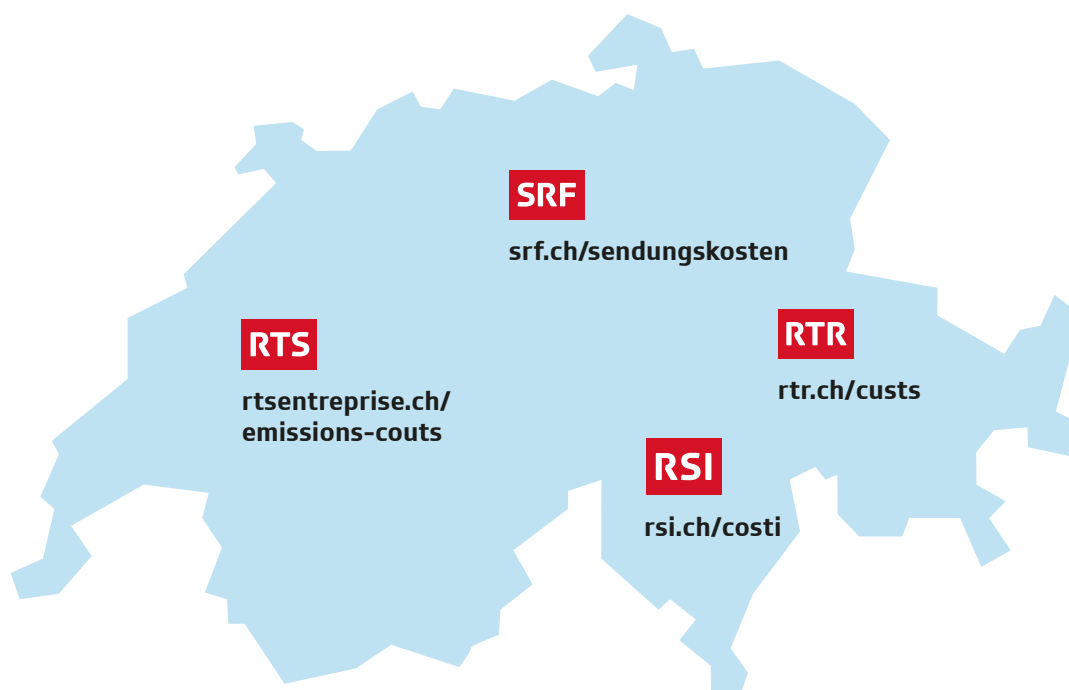 SRF
srf.ch/sendungskosten
RTS
rtsentreprise.ch/
emissions-couts
RTR
rtr.ch/custs
RSI
rsi.ch/costi